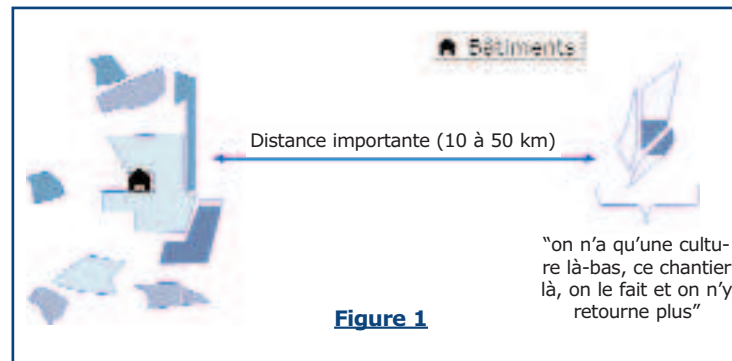 Bâtiments
Distance importante (10 à 50 km)
“on n’a qu’une cultu-
re là-bas, ce chantier
là, on le fait et on n’y
retourne plus”
Figure 1